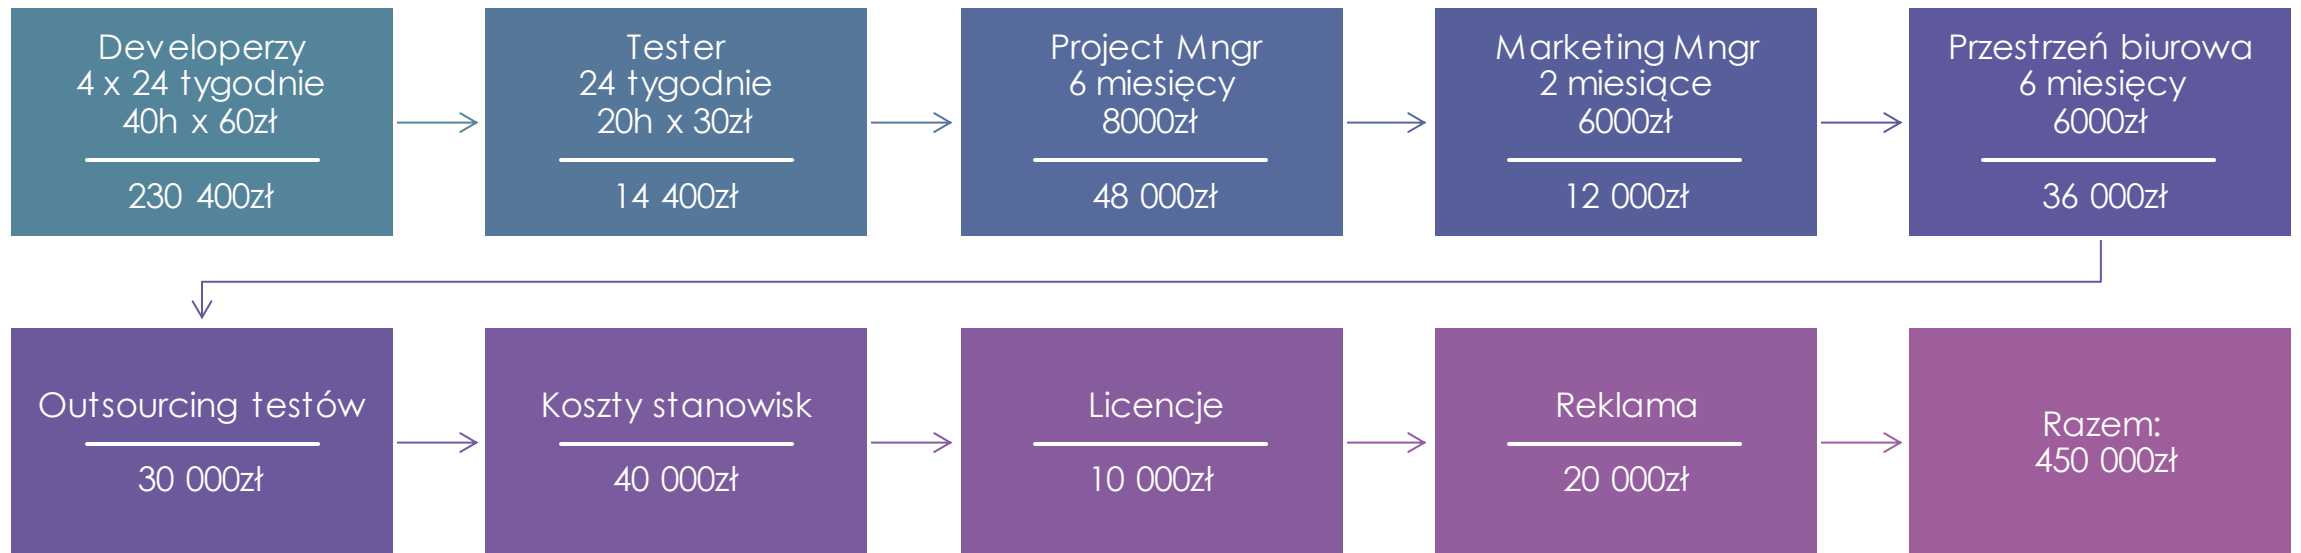 Developerzy
4 x 24 tygodnie
40h x 60zł
230 400zł
Tester
24 tygodnie
20h x 30zł
14 400zł
Project Mngr
6 miesięcy
8000zł
48 000zł
Marketing Mngr
2 miesiące
6000zł
12 000zł
Przestrzeń biurowa
6 miesięcy
6000zł
36 000zł
Outsourcing testów
30 000zł
Koszty stanowisk
40 000zł
Licencje
10 000zł
Reklama
20 000zł
Razem:
450 000zł